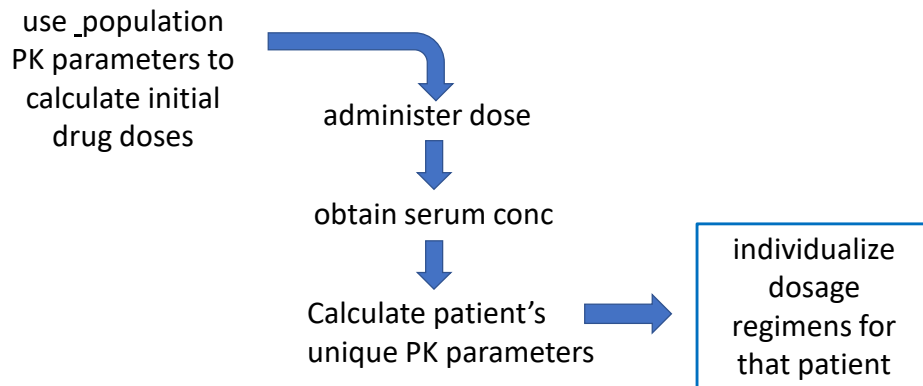 use _population
PK parameters to
calculate initial
drug doses
administer dose
obtain serum conc
Calculate patient's
unique PK parameters
individualize
dosage
regimens for
that patient